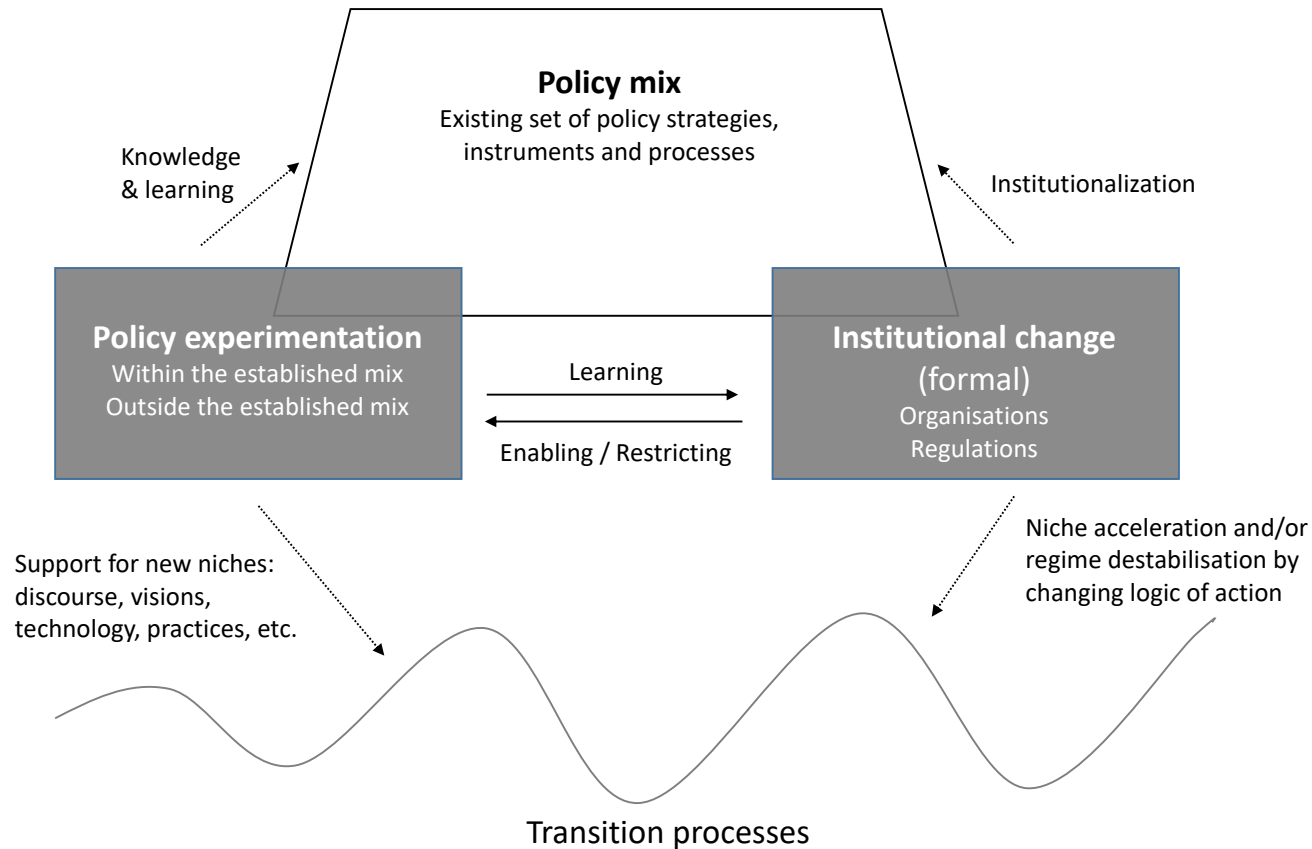 Policy mix
Existing set of policy strategies,
instruments and processes
Knowledge
& learning
Institutionalization
Policy experimentation
Within the established mix
Outside the established mix
Learning
Enabling / Restricting
Institutional change
(formal)
Organisations
Regulations
Support for new niches:
discourse, visions,
technology, practices, etc.
Niche acceleration and/or
regime destabilisation by
changing logic of action
Transition processes